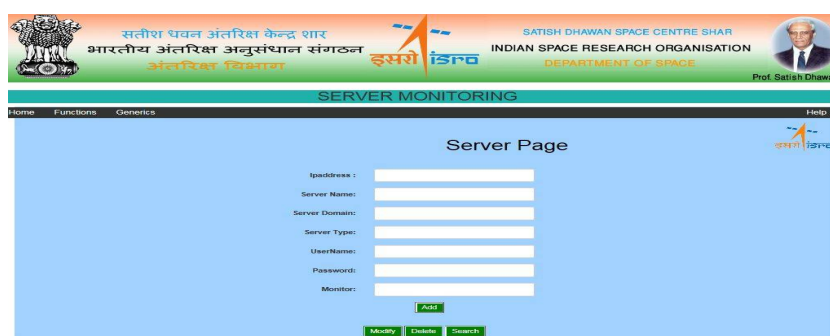 सतीश धवन अंतरिक्ष केन्द्र शार
भारतीय अंतरिक्ष अनुसंधान संगठन
अंतरिक्ष विभाग
इसरो isro
SATISH DHAWAN SPACE CENTRE SHAR
INDIAN SPACE RESEARCH ORGANISATION
DEPARTMENT OF SPACE
Prof. Satish Dhawa
SERVER MONITORING
Home Functions Generics Help
Server Page
इसरो isro
Ipaddress :
Server Name:
Server Domain:
Server Type:
UserName:
Password:
Monitor:
Add
Modify Delete Search